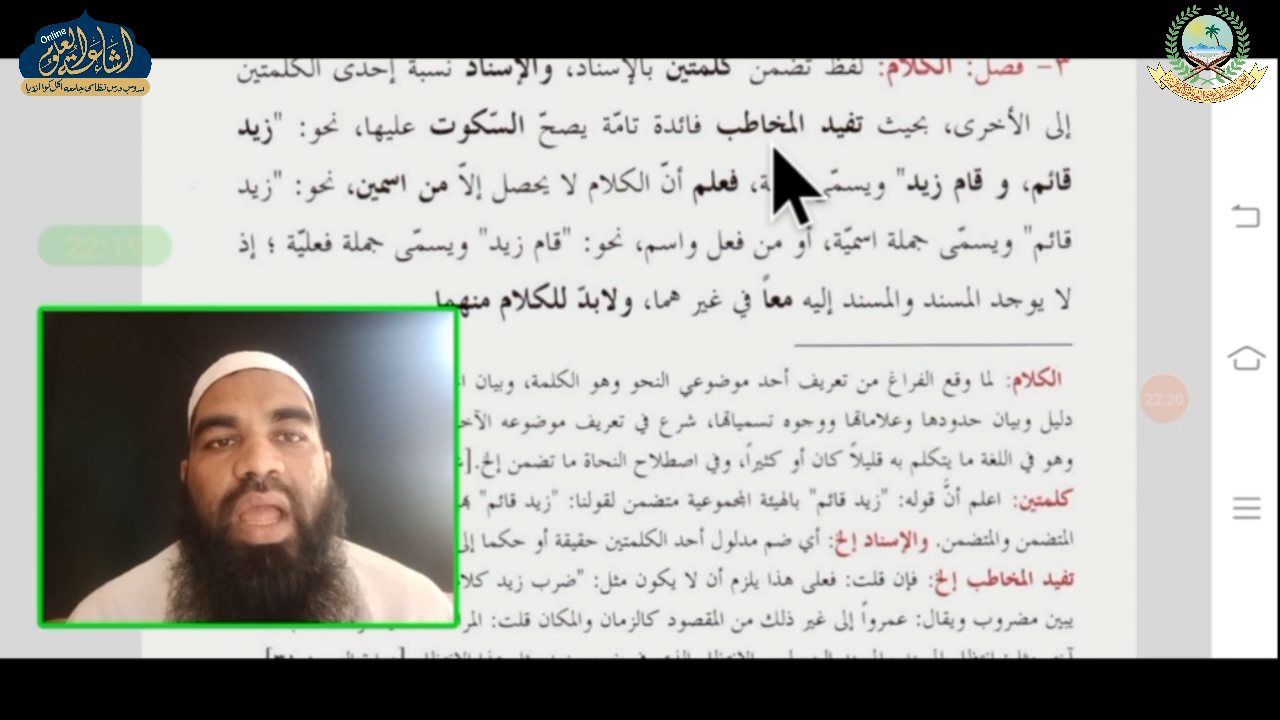 Online
٣- فصل: الكلام: لفظ تضمن كلمتين بالإسناد، والإسناد نسبة إحدى الكلمتين
إلى الأخرى، بحيث تفيد المخاطب فائدة تامّة يصحّ السّكوت عليها، نحو: "زيد
قائم، و قام زيد" ويسمّى ، فعلم أنّ الكلام لا يحصل إلاّ من اسمين، نحو: "زيد
قائم" ويسمّى جملة اسميّة، أو من فعل واسم، نحو: "قام زيد" ويسمّى جملة فعليّة ؛ إذ
لا يوجد المسند والمسند إليه معاً في غير هما، ولابدّ للكلام منهما
الكلام: لما وقع الفراغ من تعريف أحد موضوعي النحو وهو الكلمة، وبيان
دليل وبيان حدودها وعلاماتها ووجوه تسمياتها، شرع في تعريف موضوعه
وهو في اللغة ما يتكلم به قليلاً كان أو كثيراً، وفي اصطلاح النحاة ما تضمن إلخ.
كلمتين: اعلم أنَّ قوله: "زيد قائم" بالهيئة المجموعية متضمن لقولنا: "زيد قائم"
المتضمن والمتضمن. والإسناد إلخ: أي ضم مدلول أحد الكلمتين حقيقة أو حكما
تفيد المخاطب إلخ: فإن قلت: فعلى هذا يلزم أن لا يكون مثل: "ضرب زيد
يبين مضروب ويقال: عمرواً إلى غير ذلك من المقصود كالزمان والمكان قلت:
22:19
22:20